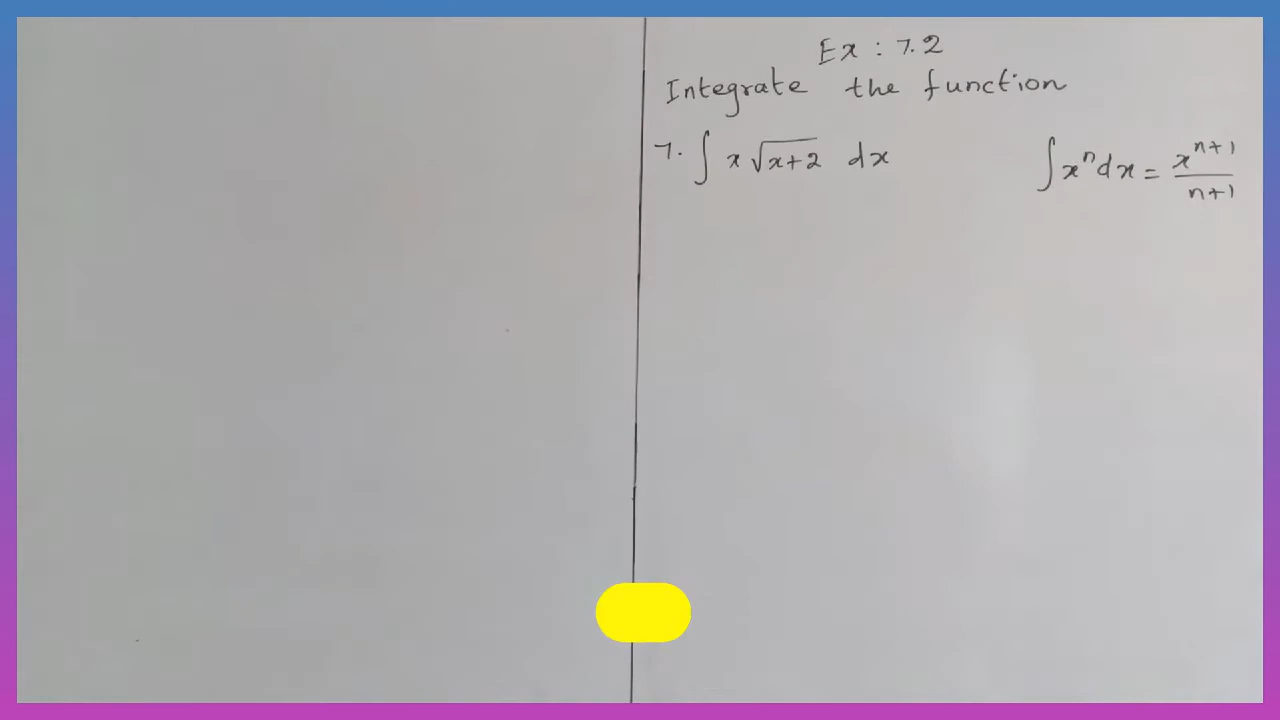 Ex : 7.2
Integrate the function
7. ∫ x √(x+2) dx
∫ xⁿ dx = xⁿ⁺¹/n+1